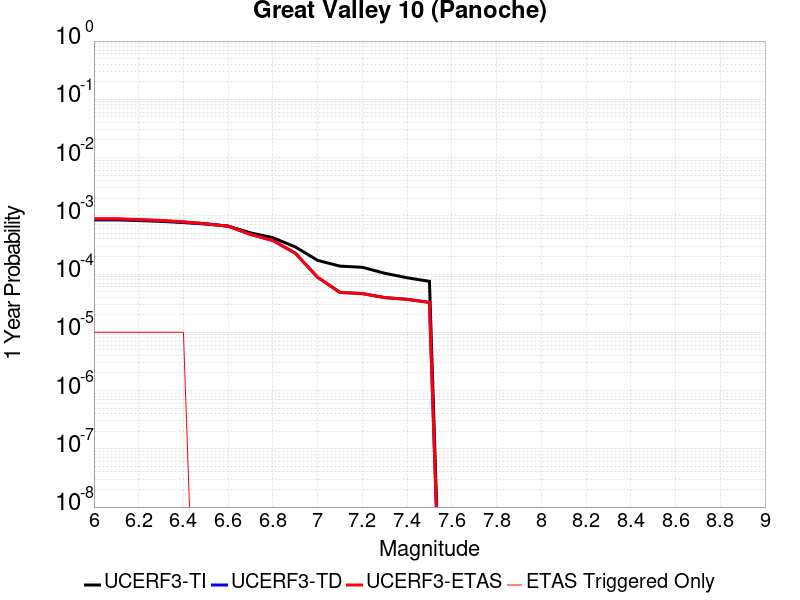 Great Valley 10 (Panoche)
1 Year Probability
10^0
10^-1
10^-2
10^-3
10^-4
10^-5
10^-6
10^-7
10^-8
6 6.2 6.4 6.6 6.8 7 7.2 7.4 7.6 7.8 8 8.2 8.4 8.6 8.8 9
Magnitude
UCERF3-TI UCERF3-TD UCERF3-ETAS ETAS Triggered Only